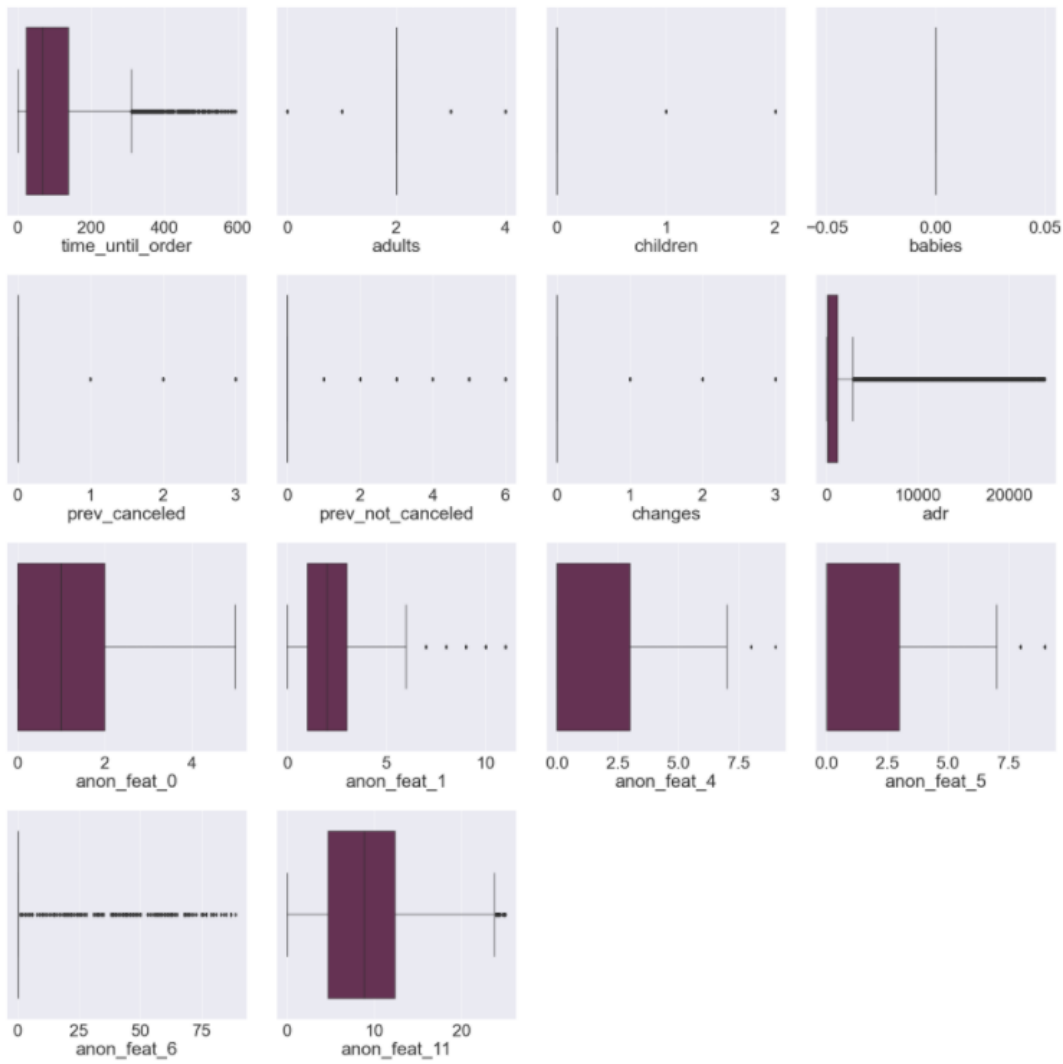 0 200 400 600
time_until_order
0 2 4
adults
0 1 2
children
−0.05 0.00 0.05
babies
0 1 2 3
prev_canceled
0 2 4 6
prev_not_canceled
0 1 2 3
changes
0 10000 20000
adr
0 2 4
anon_feat_0
0 5 10
anon_feat_1
0.0 2.5 5.0 7.5
anon_feat_4
0.0 2.5 5.0 7.5
anon_feat_5
0 25 50 75
anon_feat_6
0 10 20
anon_feat_11